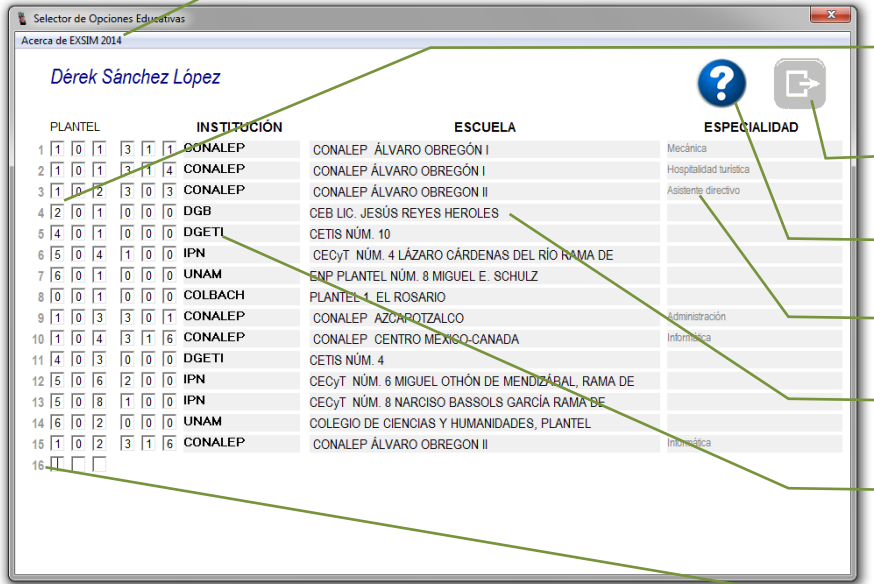 Selector de Opciones Educativas
Acerca de EXSIM 2014
Dérek Sánchez López
?
PLANTEL INSTITUCIÓN ESCUELA ESPECIALIDAD
1 1 0 1 3 1 1 CONALEP CONALEP ÁLVARO OBREGÓN I Mecánica
2 1 0 1 3 1 4 CONALEP CONALEP ÁLVARO OBREGÓN I Hospitalidad turística
3 1 0 2 3 0 3 CONALEP CONALEP ÁLVARO OBREGON II Asistente directivo
4 2 0 1 0 0 0 DGB CEB LIC. JESÚS REYES HEROLES
5 4 0 1 0 0 0 DGETI CETIS NÚM. 10
6 5 0 4 1 0 0 IPN CECyT NÚM. 4 LÁZARO CÁRDENAS DEL RÍO RAMA DE
7 6 0 1 0 0 0 UNAM ENP PLANTEL NÚM. 8 MIGUEL E. SCHULZ
8 0 0 1 0 0 0 COLBACH PLANTEL 1 EL ROSARIO
9 1 0 3 3 0 1 CONALEP CONALEP AZCAPOTZALCO Administración
10 1 0 4 3 1 6 CONALEP CONALEP CENTRO MÉXICO-CANADA Informática
11 4 0 3 0 0 0 DGETI CETIS NÚM. 4
12 5 0 6 2 0 0 IPN CECyT NÚM. 6 MIGUEL OTHÓN DE MENDIZÁBAL, RAMA DE
13 5 0 8 1 0 0 IPN CECyT NÚM. 8 NARCISO BASSOLS GARCÍA RAMA DE
14 6 0 2 0 0 0 UNAM COLEGIO DE CIENCIAS Y HUMANIDADES, PLANTEL
15 1 0 2 3 1 6 CONALEP CONALEP ÁLVARO OBREGON II Informática
16